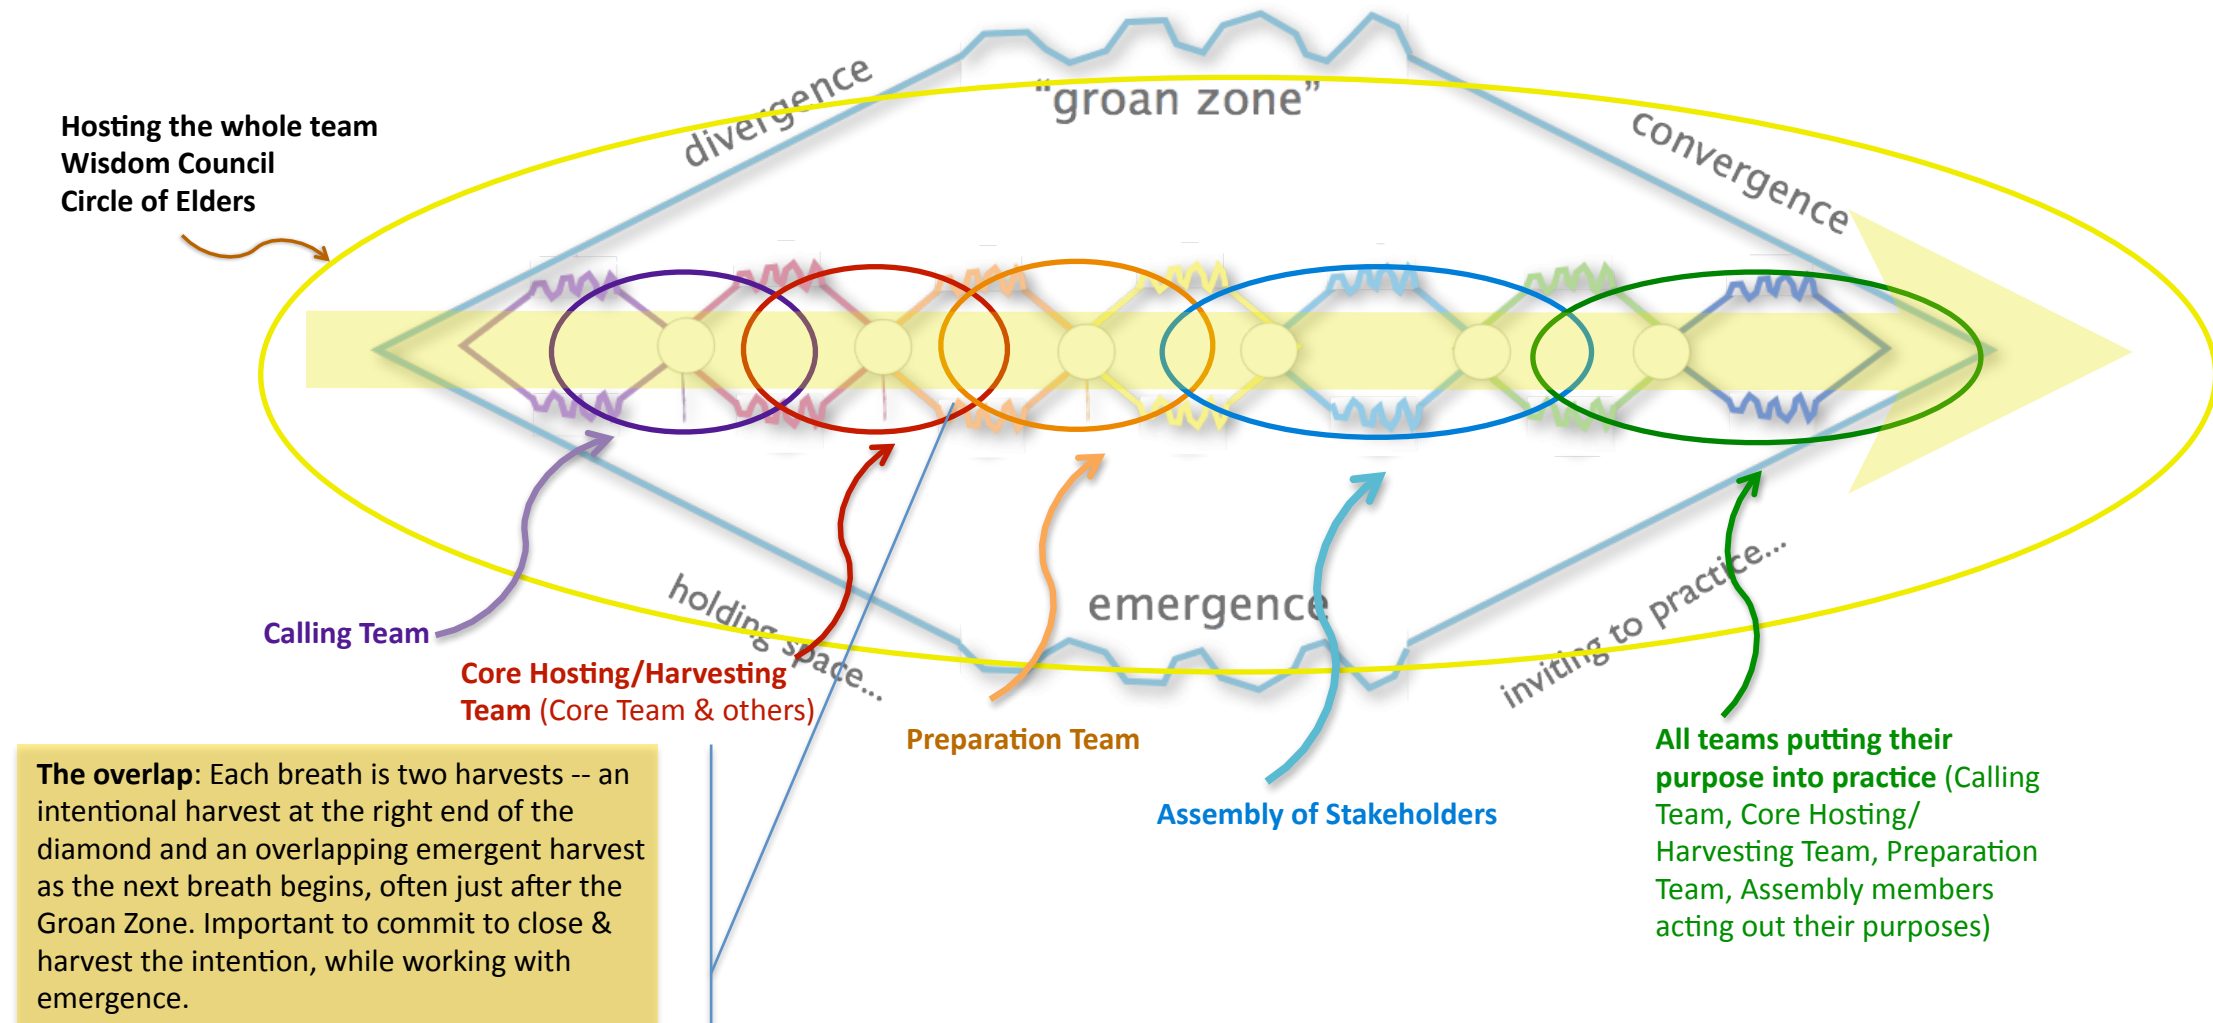 divergence
"groan zone"
convergence
Hosting the whole team
Wisdom Council
Circle of Elders
holding space...
emergence
inviting to practice...
Calling Team
Core Hosting/Harvesting
Team (Core Team & others)
Preparation Team
Assembly of Stakeholders
All teams putting their
purpose into practice (Calling
Team, Core Hosting/
Harvesting Team, Preparation
Team, Assembly members
acting out their purposes)
The overlap: Each breath is two harvests -- an
intentional harvest at the right end of the
diamond and an overlapping emergent harvest
as the next breath begins, often just after the
Groan Zone. Important to commit to close &
harvest the intention, while working with
emergence.